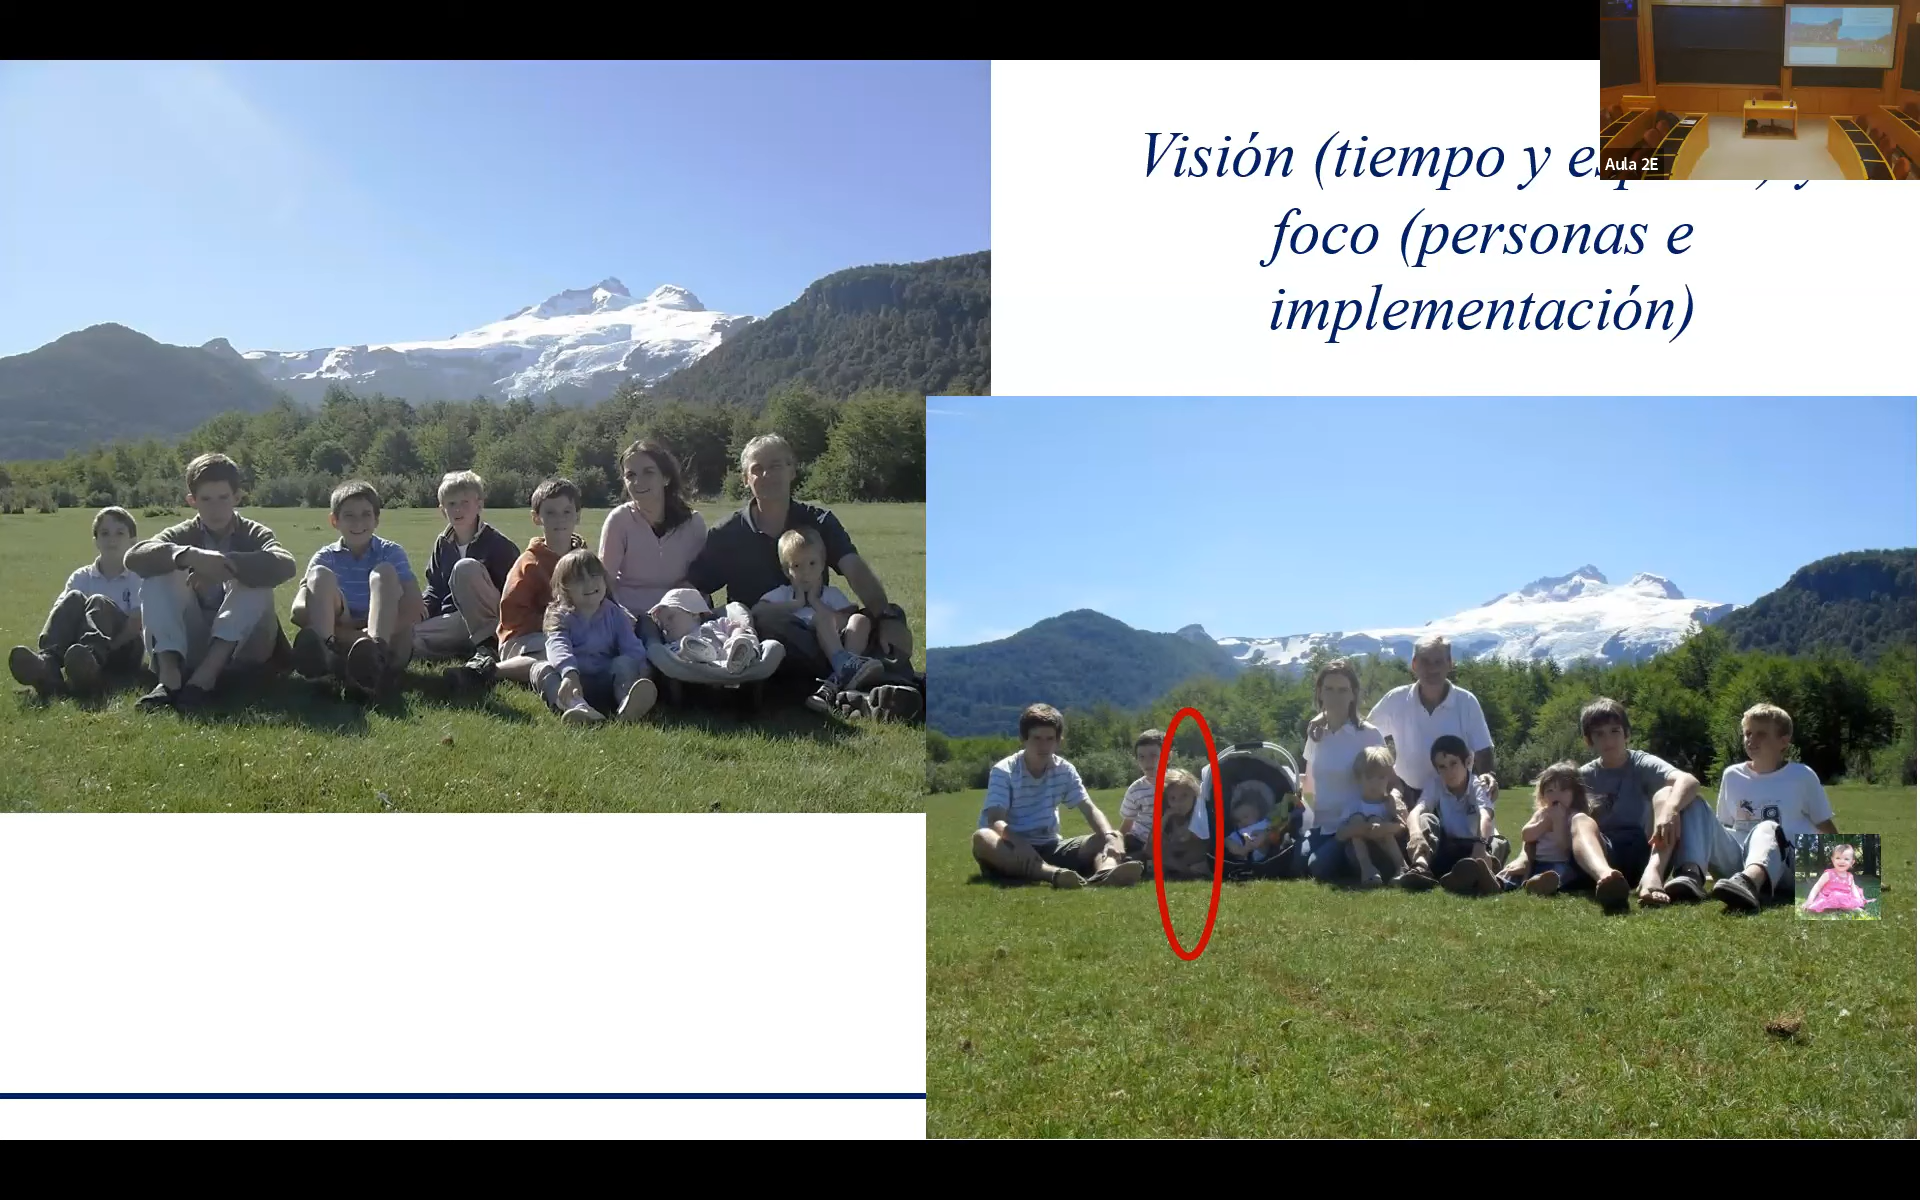 Visión (tiempo y
foco (personas e
implementación)
Aula 2E